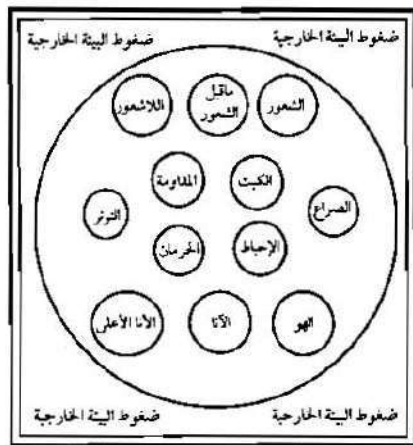 ضغوط البيئة الخارجية
ضغوط البيئة الخارجية
الشعور
ماقبل
الشعور
اللاشعور
الكبت
المقاومة
الصراع
التوتر
الإحباط
الحرمان
الهو
الأنا
الأنا الأعلى
ضغوط البيئة الخارجية
ضغوط البيئة الخارجية